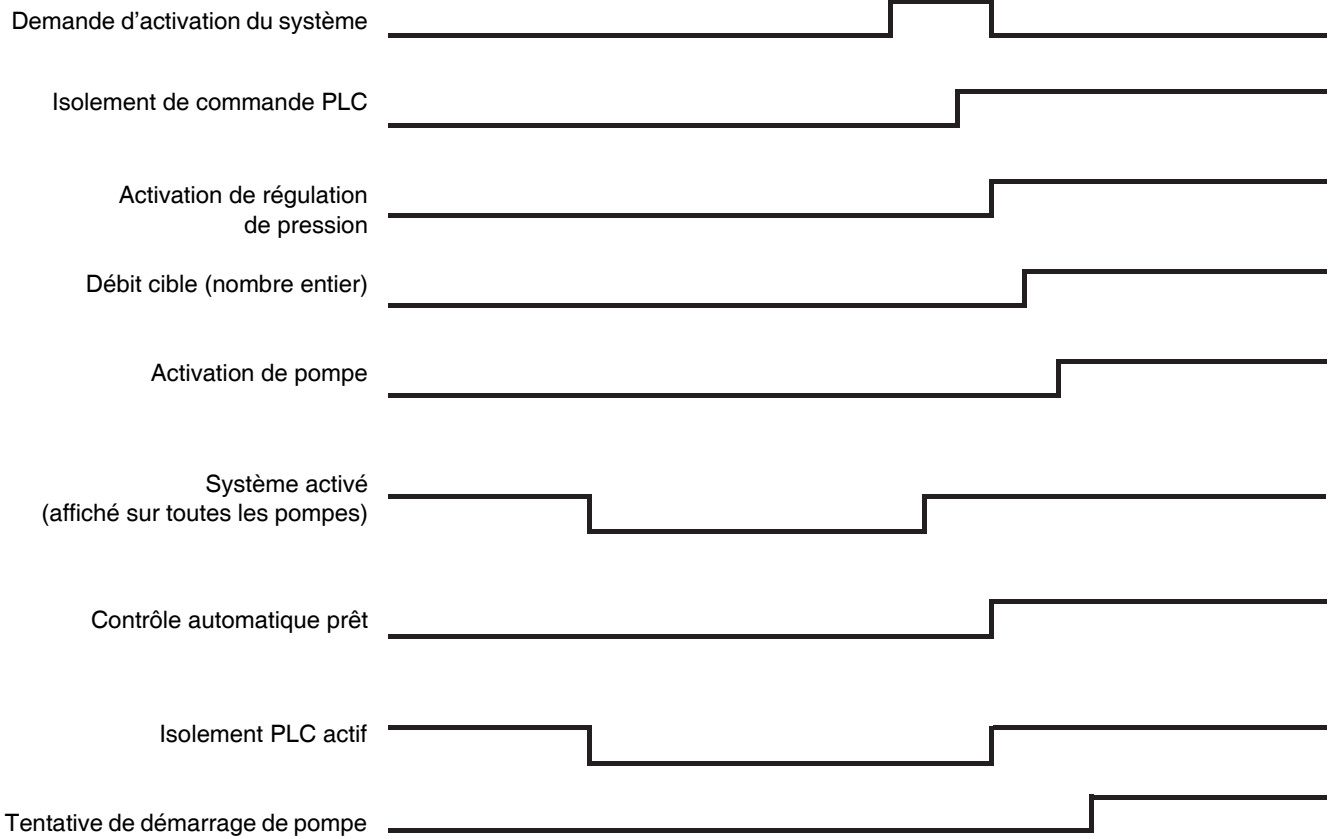 Demande d'activation du système
Isolement de commande PLC
Activation de régulation
de pression
Débit cible (nombre entier)
Activation de pompe
Système activé
(affiché sur toutes les pompes)
Contrôle automatique prêt
Isolement PLC actif
Tentative de démarrage de pompe